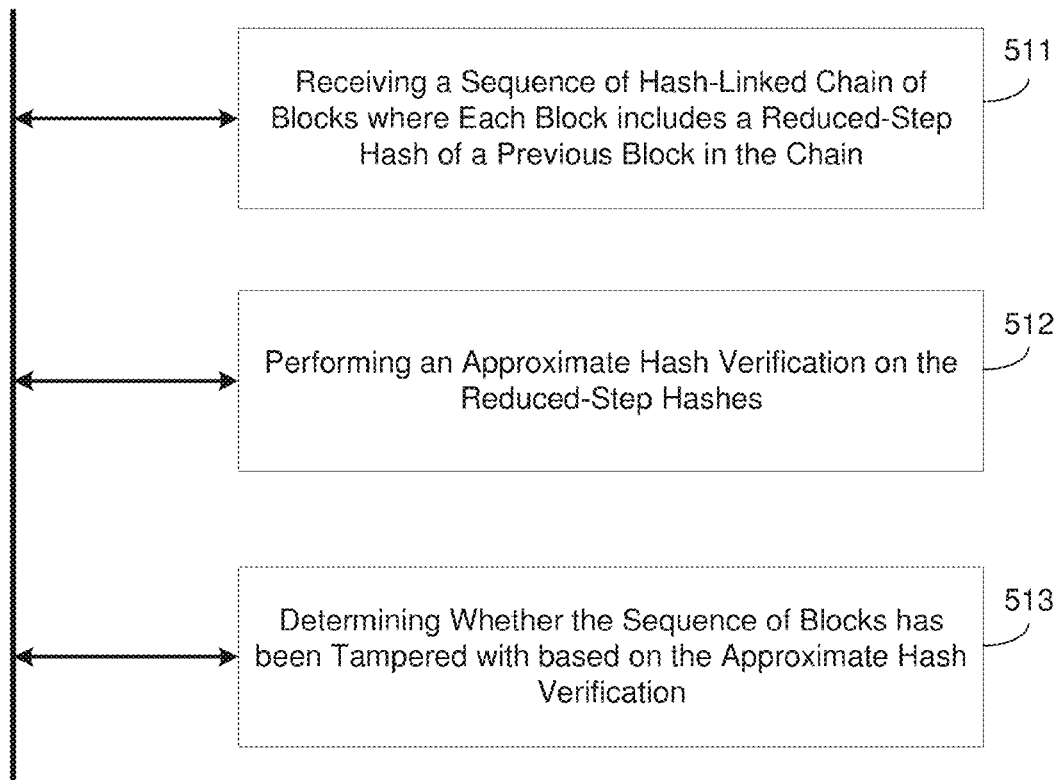 511
Receiving a Sequence of Hash-Linked Chain of
Blocks where Each Block includes a Reduced-Step
Hash of a Previous Block in the Chain
512
Performing an Approximate Hash Verification on the
Reduced-Step Hashes
513
Determining Whether the Sequence of Blocks has
been Tampered with based on the Approximate Hash
Verification